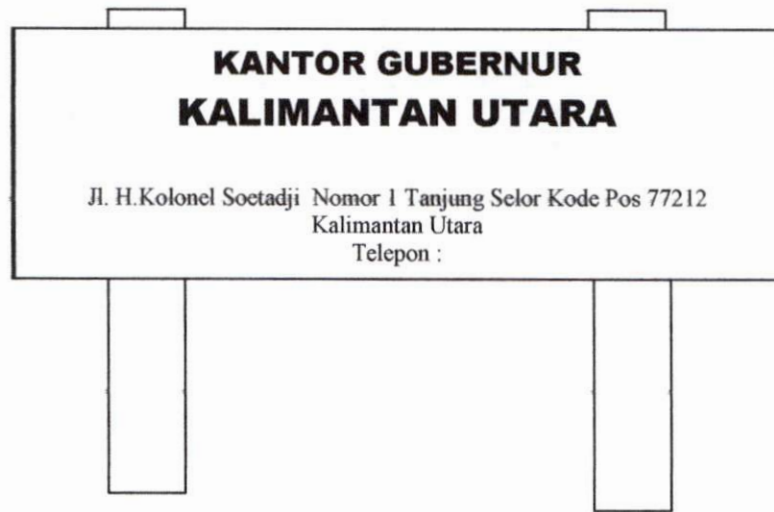 KANTOR GUBERNUR
KALIMANTAN UTARA
Jl. H.Kolonel Soetadji Nomor 1 Tanjung Selor Kode Pos 77212
Kalimantan Utara
Telepon :